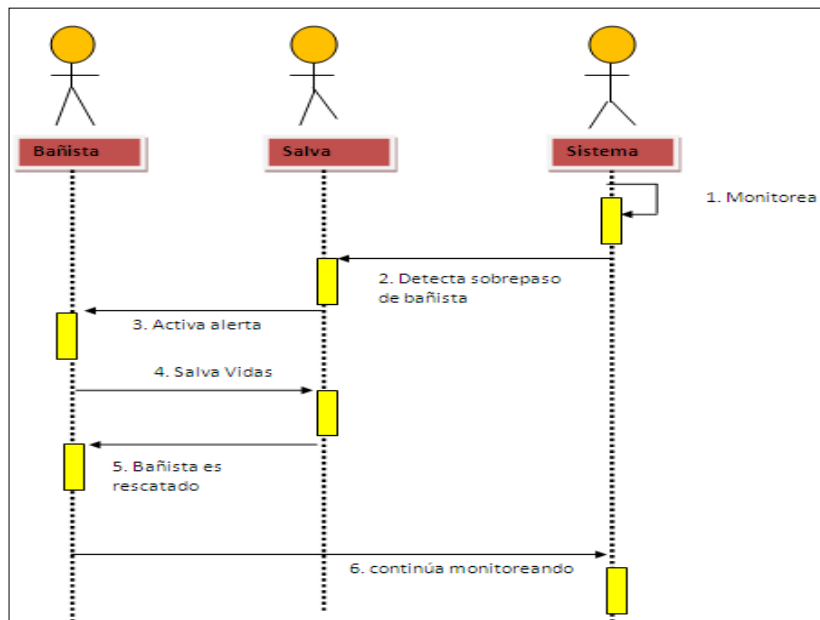 Bañista
Salva
Sistema
1. Monitorea
2. Detecta sobrepaso
de bañista
3. Activa alerta
4. Salva Vidas
5. Bañista es
rescatado
6. continúa monitoreando